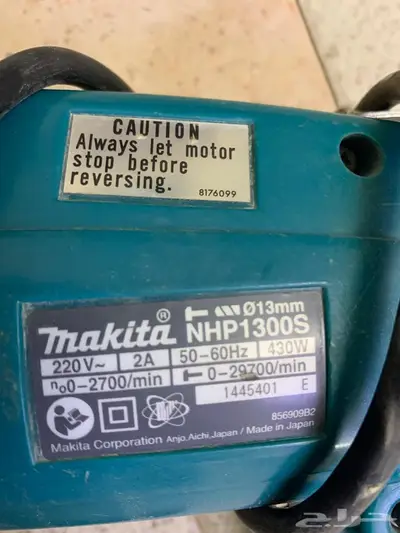 CAUTION
Always let motor
stop before
reversing.
8176099
makita® Ø13mm
NHP1300S
220V~ 2A 50-60Hz 430W
n₀0-2700/min 0-29700/min
1445401 E
856909B2
Makita Corporation Anjo,Aichi,Japan / Made in Japan
حراج